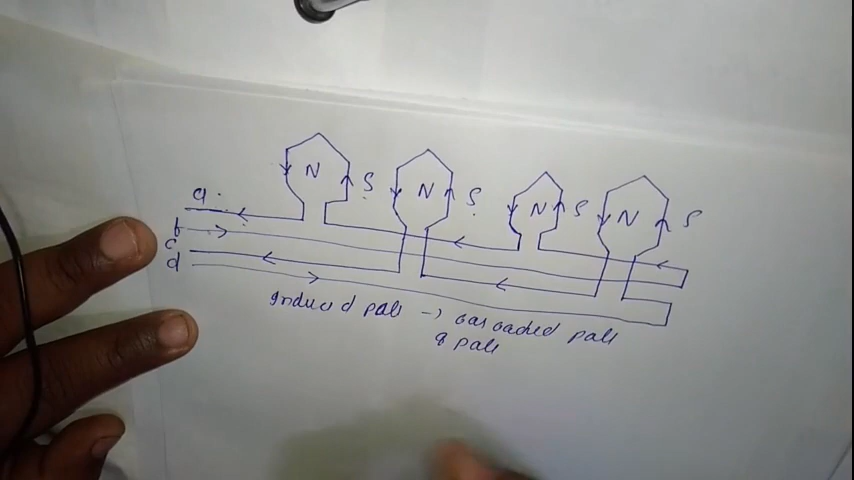 N S N S N S N S
a
b
c
d
Induced pole → cascaded pole
8 pole